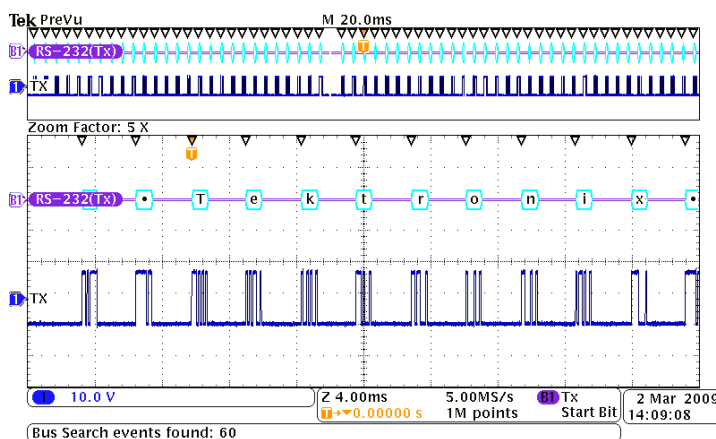 Tek PreVu M 20.0ms
B1 RS-232(Tx)
T
1 TX
Zoom Factor: 5 X
T
B1 RS-232(Tx) • T e k t r o n i x •
1 TX
1 10.0 V Z 4.00ms 5.00MS/s B1 Tx 2 Mar 2009
T→▼0.00000 s 1M points Start Bit 14:09:08
Bus Search events found: 60